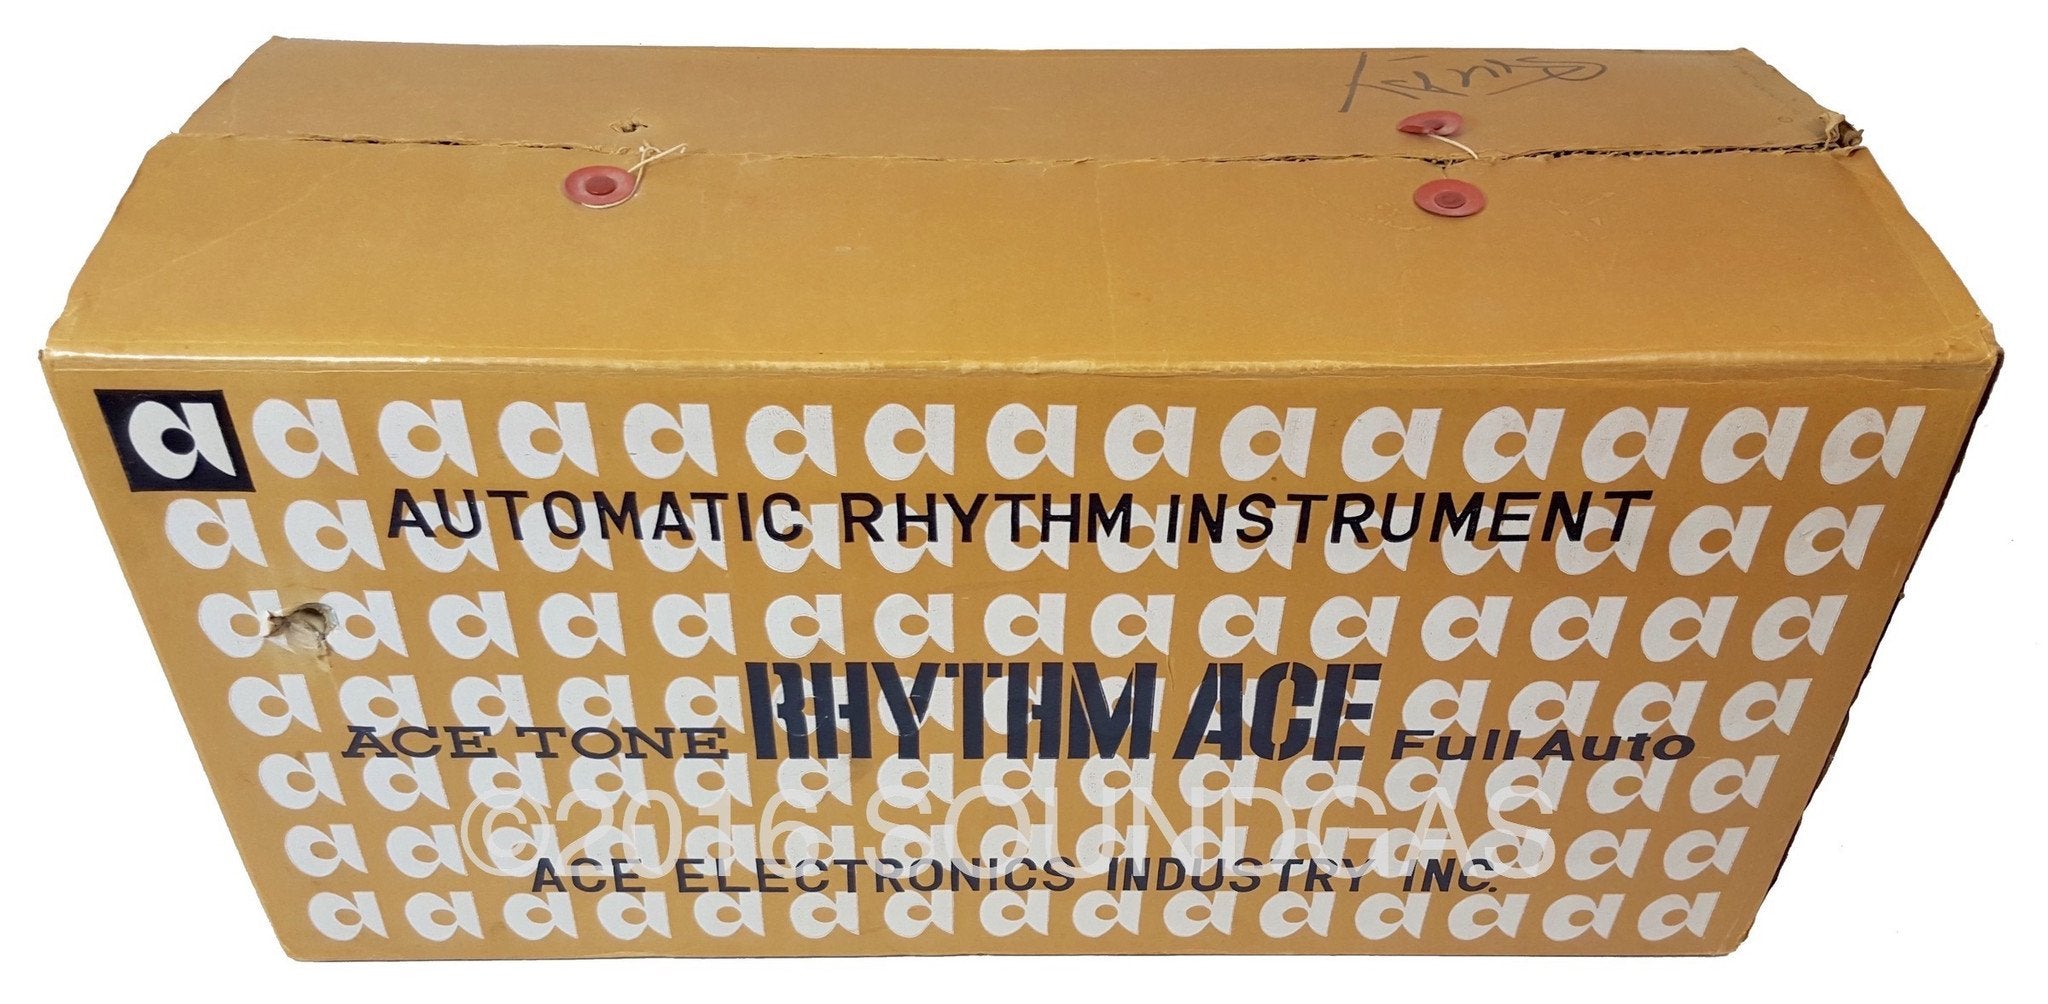 AUTOMATIC RHYTHM INSTRUMENT
ACE TONE RHYTHM ACE Full Auto
©2016 SOUNDGAS
ACE ELECTRONICS INDUSTRY INC.